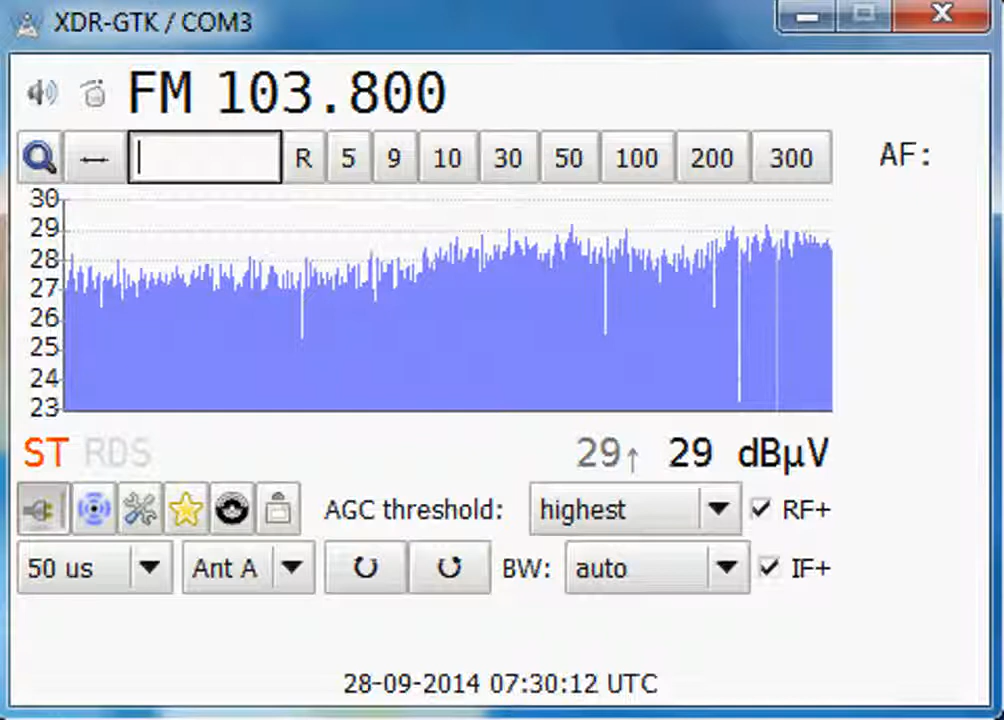 XDR-GTK / COM3
FM 103.800
R 5 9 10 30 50 100 200 300 AF:
30
29
28
27
26
25
24
23
ST RDS 29↑ 29 dBµV
AGC threshold: highest RF+
50 us Ant A BW: auto IF+
28-09-2014 07:30:12 UTC